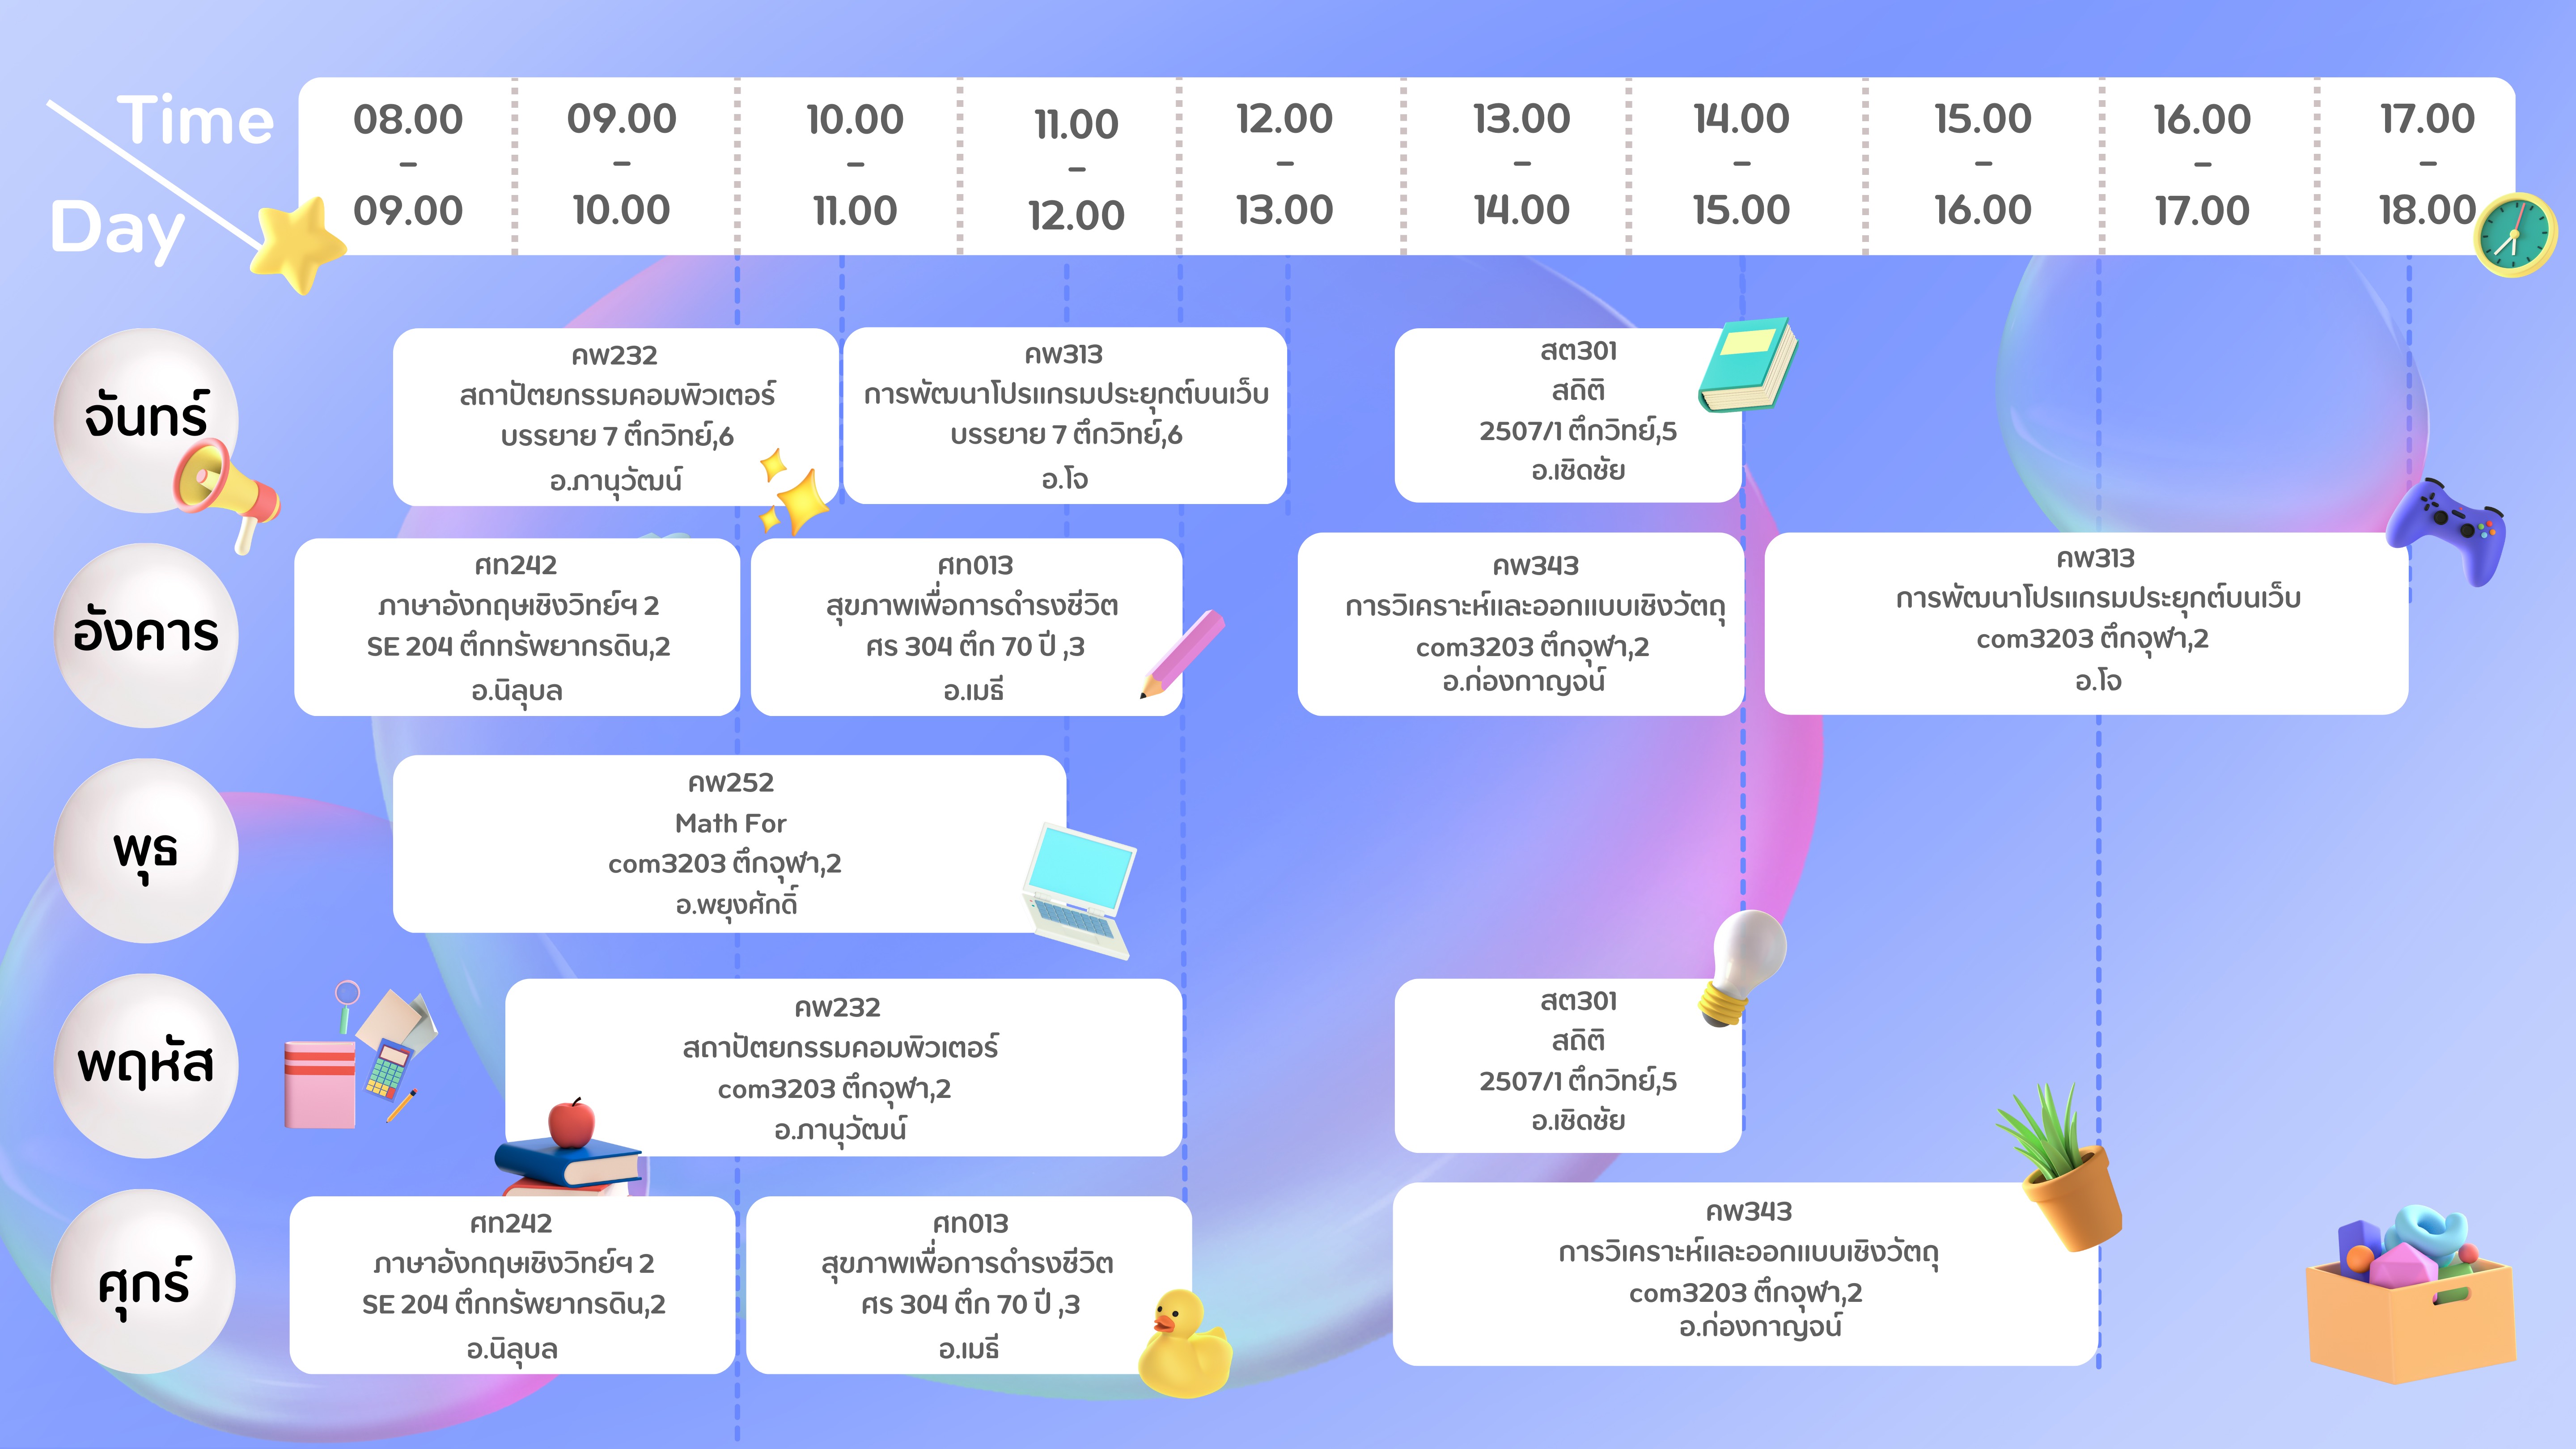 Time
Day
08.00
-
09.00
09.00
-
10.00
10.00
-
11.00
11.00
-
12.00
12.00
-
13.00
13.00
-
14.00
14.00
-
15.00
15.00
-
16.00
16.00
-
17.00
17.00
-
18.00
จันทร์
คพ232
สถาปัตยกรรมคอมพิวเตอร์
บรรยาย 7 ตึกวิทย์,6
อ.ภานุวัฒน์
คพ313
การพัฒนาโปรแกรมประยุกต์บนเว็บ
บรรยาย 7 ตึกวิทย์,6
อ.โจ
สต301
สถิติ
2507/1 ตึกวิทย์,5
อ.เชิดชัย
อังคาร
ศท242
ภาษาอังกฤษเชิงวิทย์ฯ 2
SE 204 ตึกทรัพยากรดิน,2
อ.นิลุบล
ศท013
สุขภาพเพื่อการดำรงชีวิต
ศร 304 ตึก 70 ปี ,3
อ.เมธี
คพ343
การวิเคราะห์และออกแบบเชิงวัตถุ
com3203 ตึกจุฬา,2
อ.ก่องกาญจน์
คพ313
การพัฒนาโปรแกรมประยุกต์บนเว็บ
com3203 ตึกจุฬา,2
อ.โจ
พุธ
คพ252
Math For
com3203 ตึกจุฬา,2
อ.พยุงศักดิ์
พฤหัส
คพ232
สถาปัตยกรรมคอมพิวเตอร์
com3203 ตึกจุฬา,2
อ.ภานุวัฒน์
สต301
สถิติ
2507/1 ตึกวิทย์,5
อ.เชิดชัย
ศุกร์
ศท242
ภาษาอังกฤษเชิงวิทย์ฯ 2
SE 204 ตึกทรัพยากรดิน,2
อ.นิลุบล
ศท013
สุขภาพเพื่อการดำรงชีวิต
ศร 304 ตึก 70 ปี ,3
อ.เมธี
คพ343
การวิเคราะห์และออกแบบเชิงวัตถุ
com3203 ตึกจุฬา,2
อ.ก่องกาญจน์